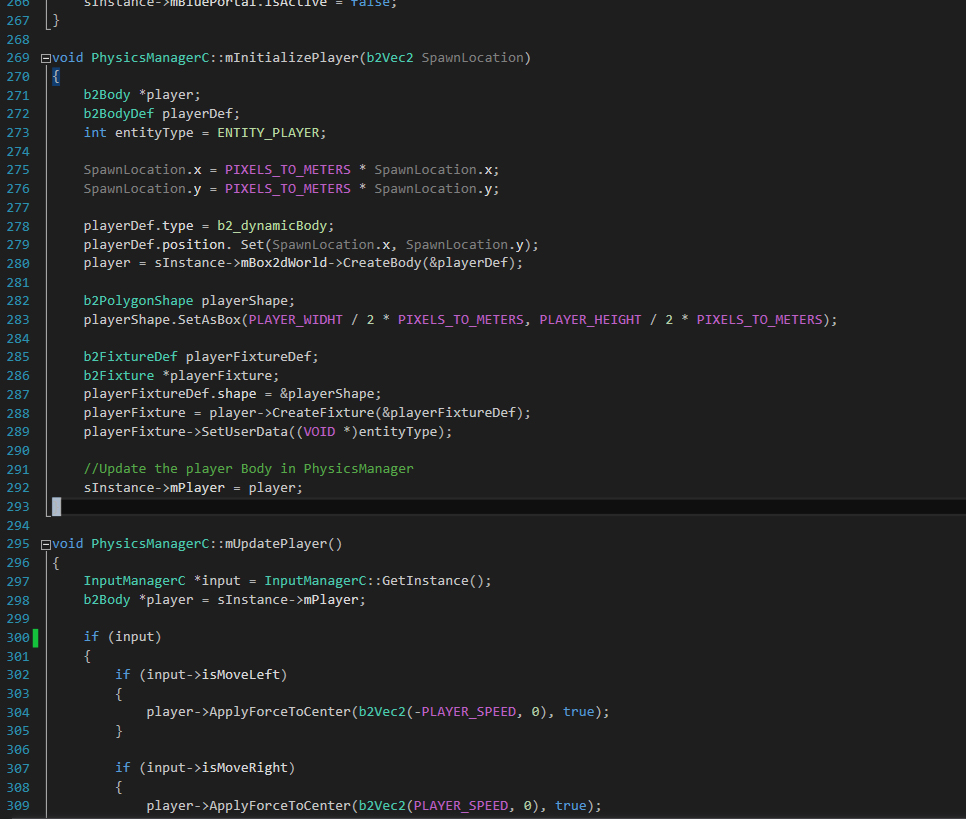 266         sInstance->mBluePortal.isActive = false;
267 }
268
269 void PhysicsManagerC::mInitializePlayer(b2Vec2 SpawnLocation)
270 {
271     b2Body *player;
272     b2BodyDef playerDef;
273     int entityType = ENTITY_PLAYER;
274
275     SpawnLocation.x = PIXELS_TO_METERS * SpawnLocation.x;
276     SpawnLocation.y = PIXELS_TO_METERS * SpawnLocation.y;
277
278     playerDef.type = b2_dynamicBody;
279     playerDef.position. Set(SpawnLocation.x, SpawnLocation.y);
280     player = sInstance->mBox2dWorld->CreateBody(&playerDef);
281
282     b2PolygonShape playerShape;
283     playerShape.SetAsBox(PLAYER_WIDHT / 2 * PIXELS_TO_METERS, PLAYER_HEIGHT / 2 * PIXELS_TO_METERS);
284
285     b2FixtureDef playerFixtureDef;
286     b2Fixture *playerFixture;
287     playerFixtureDef.shape = &playerShape;
288     playerFixture = player->CreateFixture(&playerFixtureDef);
289     playerFixture->SetUserData((VOID *)entityType);
290
291     //Update the player Body in PhysicsManager
292     sInstance->mPlayer = player;
293
294
295 void PhysicsManagerC::mUpdatePlayer()
296 {
297     InputManagerC *input = InputManagerC::GetInstance();
298     b2Body *player = sInstance->mPlayer;
299
300     if (input)
301     {
302         if (input->isMoveLeft)
303         {
304             player->ApplyForceToCenter(b2Vec2(-PLAYER_SPEED, 0), true);
305         }
306
307         if (input->isMoveRight)
308         {
309             player->ApplyForceToCenter(b2Vec2(PLAYER_SPEED, 0), true);